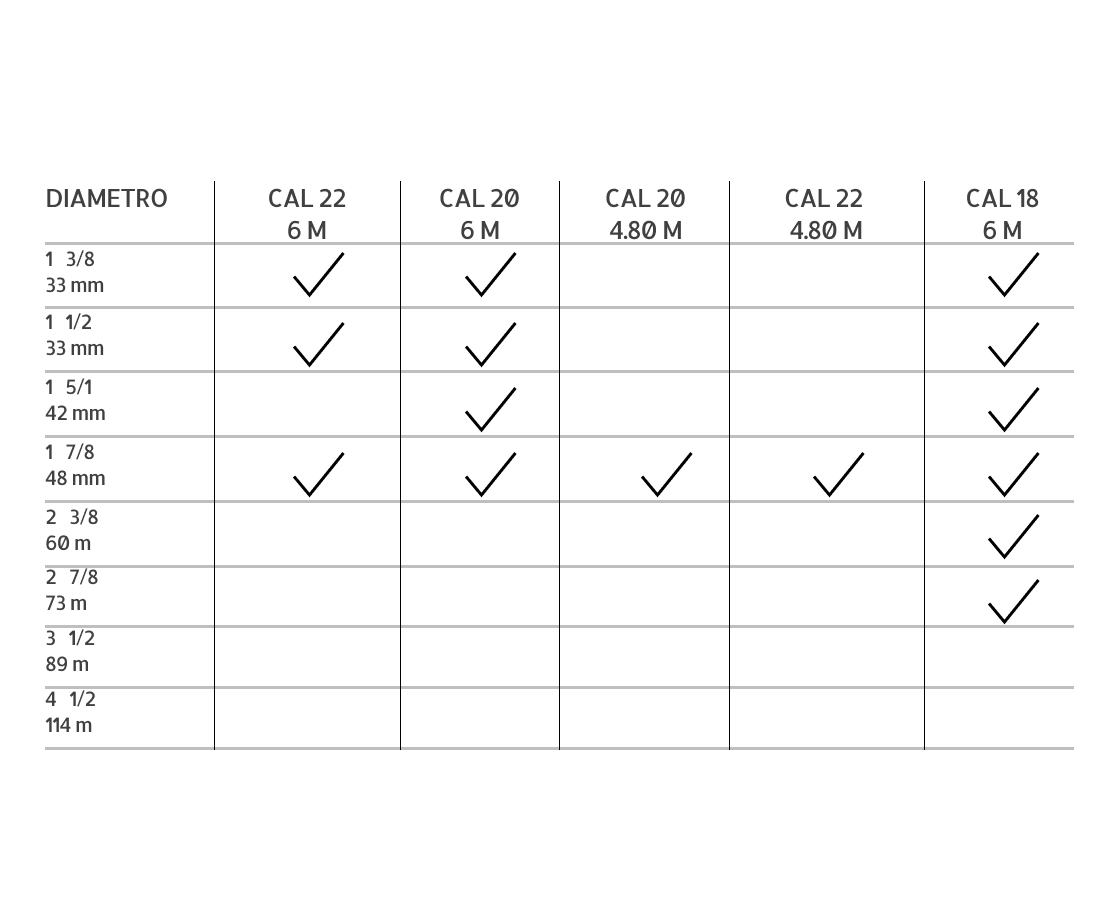 DIAMETRO CAL 22 CAL 20 CAL 20 CAL 22 CAL 18
6 M 6 M 4.80 M 4.80 M 6 M
1 3/8
33 mm
1 1/2
33 mm
1 5/1
42 mm
1 7/8
48 mm
2 3/8
60 m
2 7/8
73 m
3 1/2
89 m
4 1/2
114 m